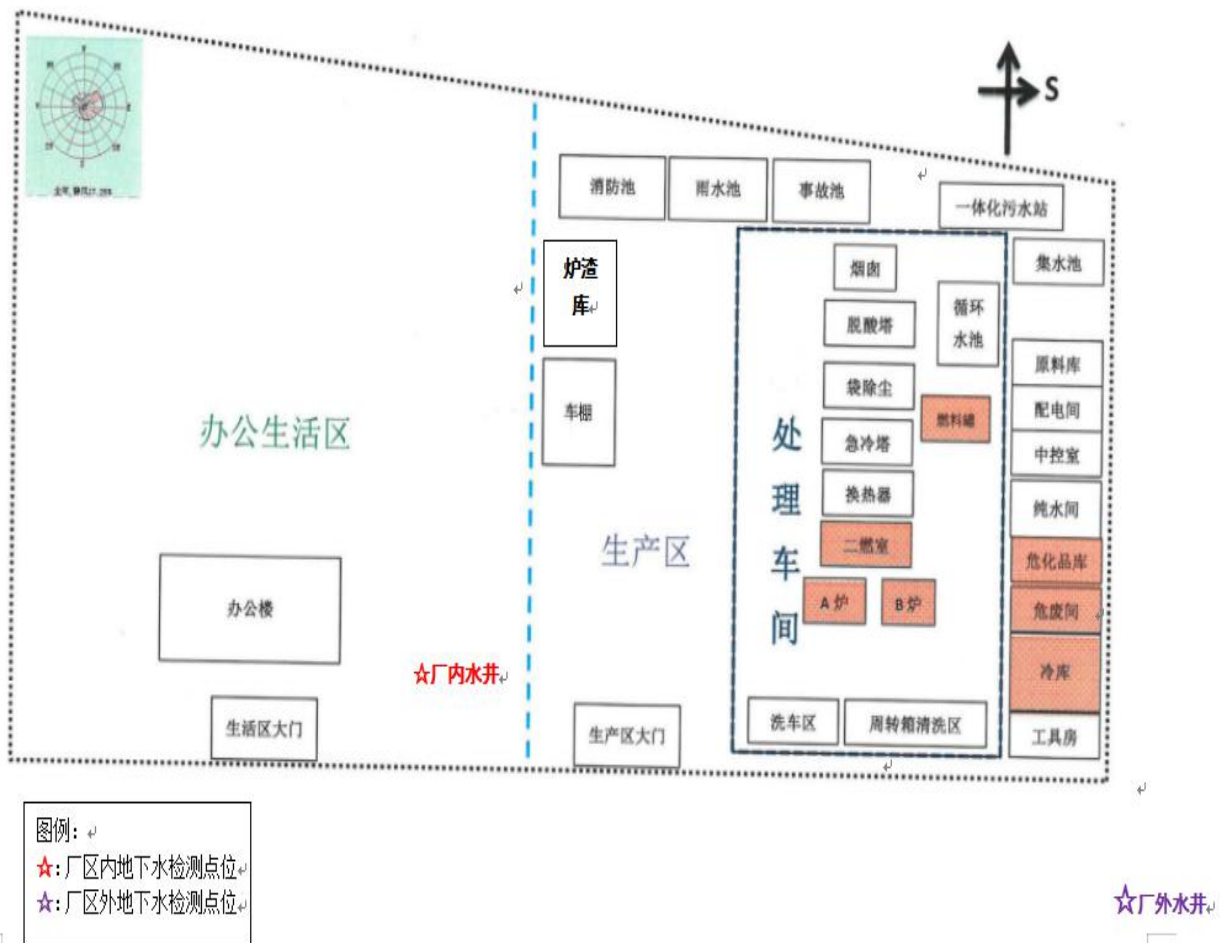 S
消防池
雨水池
事故池
一体化污水站
炉渣
库
烟囱
集水池
脱酸塔
循环
水池
原料库
车棚
袋除尘
燃料罐
配电间
办公生活区
处
理
车
间
急冷塔
中控室
换热器
纯水间
生产区
二燃室
危化品库
A 炉
B 炉
危废间
办公楼
☆厂内水井
冷库
生活区大门
生产区大门
洗车区
周转箱清洗区
工具房
图例：
☆：厂区内地下水检测点位
☆：厂区外地下水检测点位
☆厂外水井